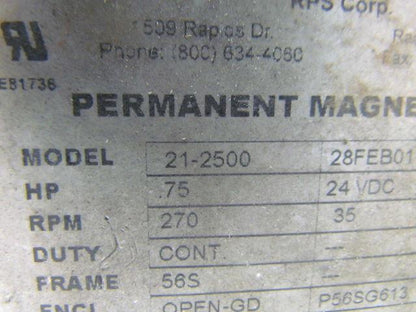 RPS Corp.
1509 Rapids Dr.
Phone: (800) 634-4060
E81736
PERMANENT MAGNE
MODEL 21-2500 28FEB01
HP .75 24 VDC
RPM 270 35
DUTY CONT. —
FRAME 56S —
ENCL OPEN-GD P56SG613